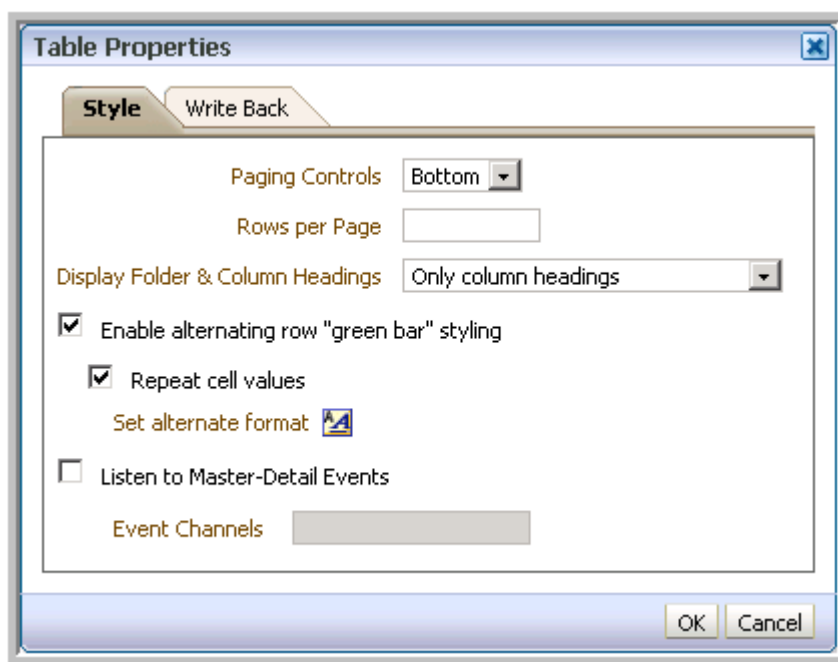 Table Properties
Style Write Back
Paging Controls Bottom
Rows per Page
Display Folder & Column Headings Only column headings
Enable alternating row "green bar" styling
Repeat cell values
Set alternate format
Listen to Master-Detail Events
Event Channels
OK Cancel